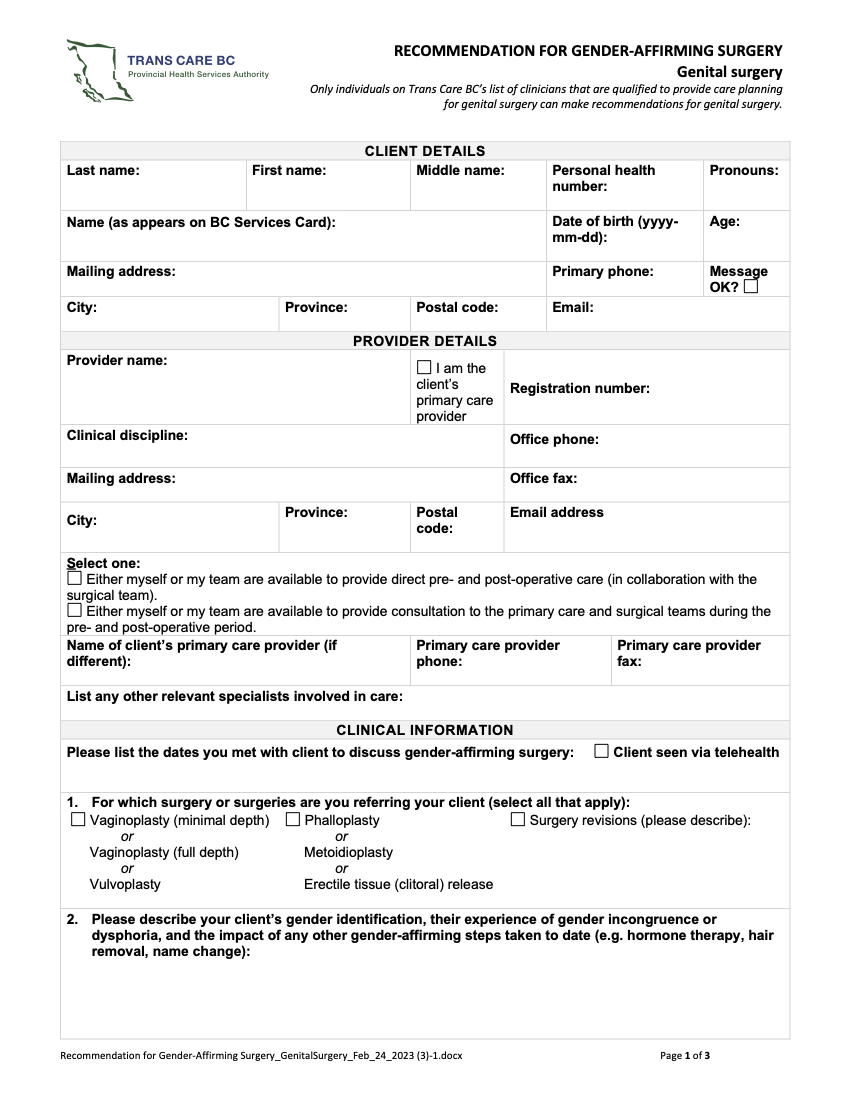 TRANS CARE BC
Provincial Health Services Authority
RECOMMENDATION FOR GENDER-AFFIRMING SURGERY
Genital surgery
Only individuals on Trans Care BC's list of clinicians that are qualified to provide care planning
for genital surgery can make recommendations for genital surgery.
CLIENT DETAILS
Last name: First name: Middle name: Personal health Pronouns:
number:
Name (as appears on BC Services Card): Date of birth (yyyy- Age:
mm-dd):
Mailing address: Primary phone: Message
OK? ☐
City: Province: Postal code: Email:
PROVIDER DETAILS
Provider name:
☐ I am the
client's
primary care
provider
Registration number:
Clinical discipline: Office phone:
Mailing address: Office fax:
City: Province: Postal
code:
Email address
Select one:
☐ Either myself or my team are available to provide direct pre- and post-operative care (in collaboration with the
surgical team).
☐ Either myself or my team are available to provide consultation to the primary care and surgical teams during the
pre- and post-operative period.
Name of client's primary care provider (if Primary care provider Primary care provider
different): phone: fax:
List any other relevant specialists involved in care:
CLINICAL INFORMATION
Please list the dates you met with client to discuss gender-affirming surgery: ☐ Client seen via telehealth
1. For which surgery or surgeries are you referring your client (select all that apply):
☐ Vaginoplasty (minimal depth) ☐ Phalloplasty ☐ Surgery revisions (please describe):
or or
Vaginoplasty (full depth) Metoidioplasty
or or
Vulvoplasty Erectile tissue (clitoral) release
2. Please describe your client's gender identification, their experience of gender incongruence or
dysphoria, and the impact of any other gender-affirming steps taken to date (e.g. hormone therapy, hair
removal, name change):
Recommendation for Gender-Affirming Surgery_GenitalSurgery_Feb_24_2023 (3)-1.docx Page 1 of 3